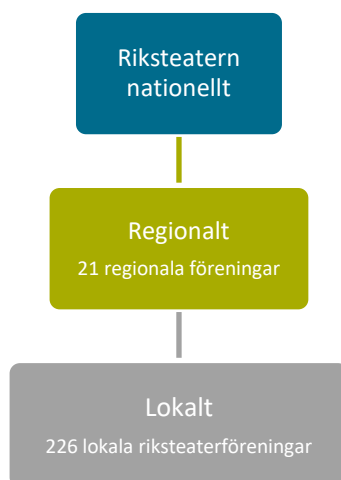 Riksteatern
nationellt
Regionalt
21 regionala föreningar
Lokalt
226 lokala riksteaterföreningar